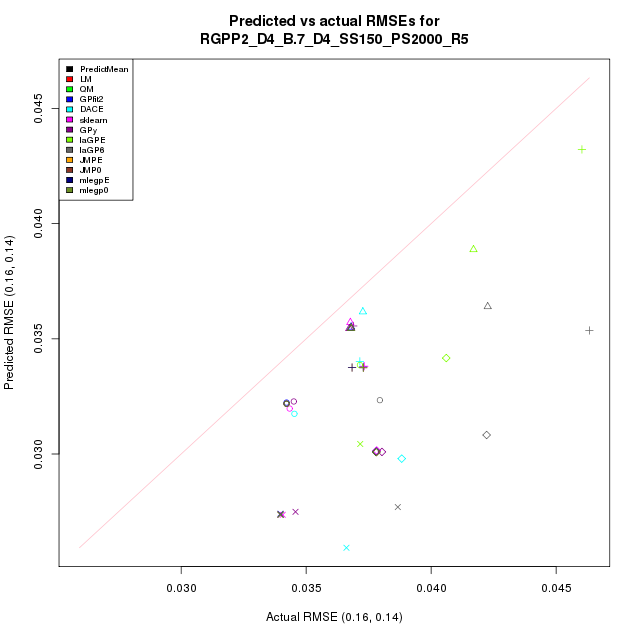 Predicted vs actual RMSEs for
RGPP2_D4_B.7_D4_SS150_PS2000_R5
PredictMean
LM
QM
GPfit2
DACE
sklearn
GPy
laGPE
laGP6
JMPE
JMP0
mlegpE
mlegp0
0.045
0.040
0.035
0.030
Predicted RMSE (0.16, 0.14)
0.030
0.035
0.040
0.045
Actual RMSE (0.16, 0.14)